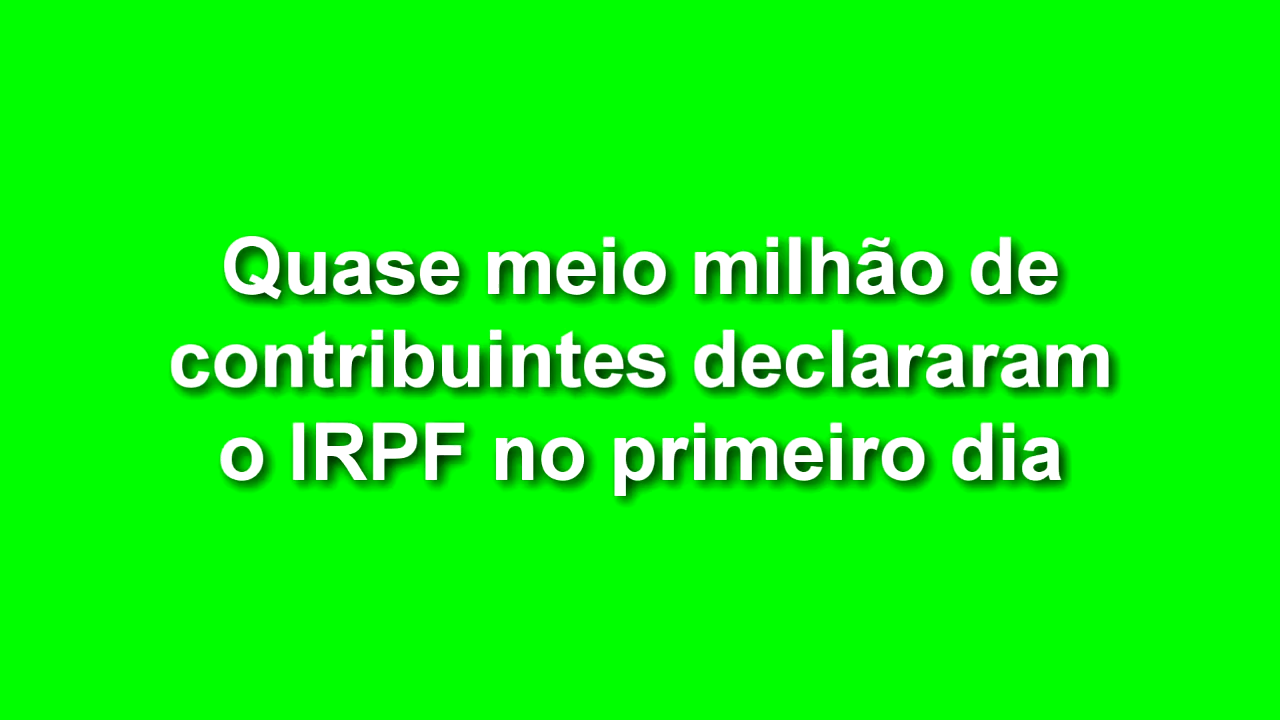 Quase meio milhão de
contribuintes declararam
o IRPF no primeiro dia